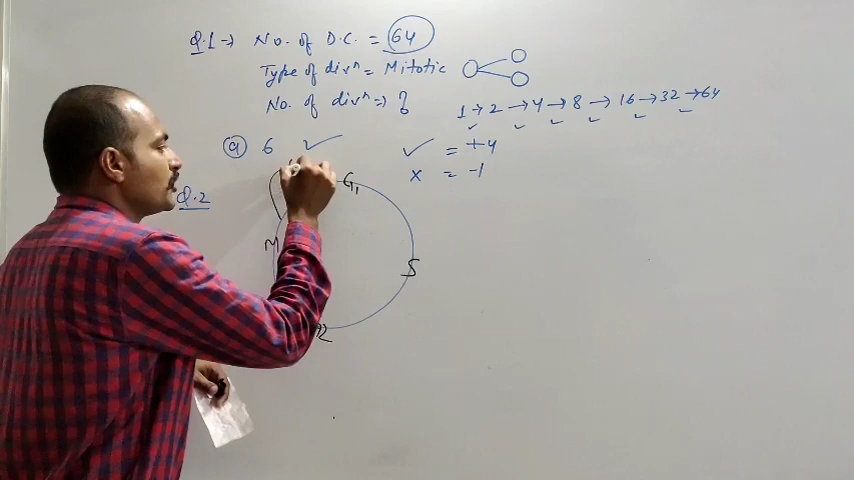 Q.1 → No. of D.C. = 64
Type of divⁿ = Mitotic
No. of divⁿ ⇒ ?
1 → 2 → 4 → 8 → 16 → 32 → 64
(a) 6 ✓
✓ = +4
x = -1
Q.2
G₁
M
S